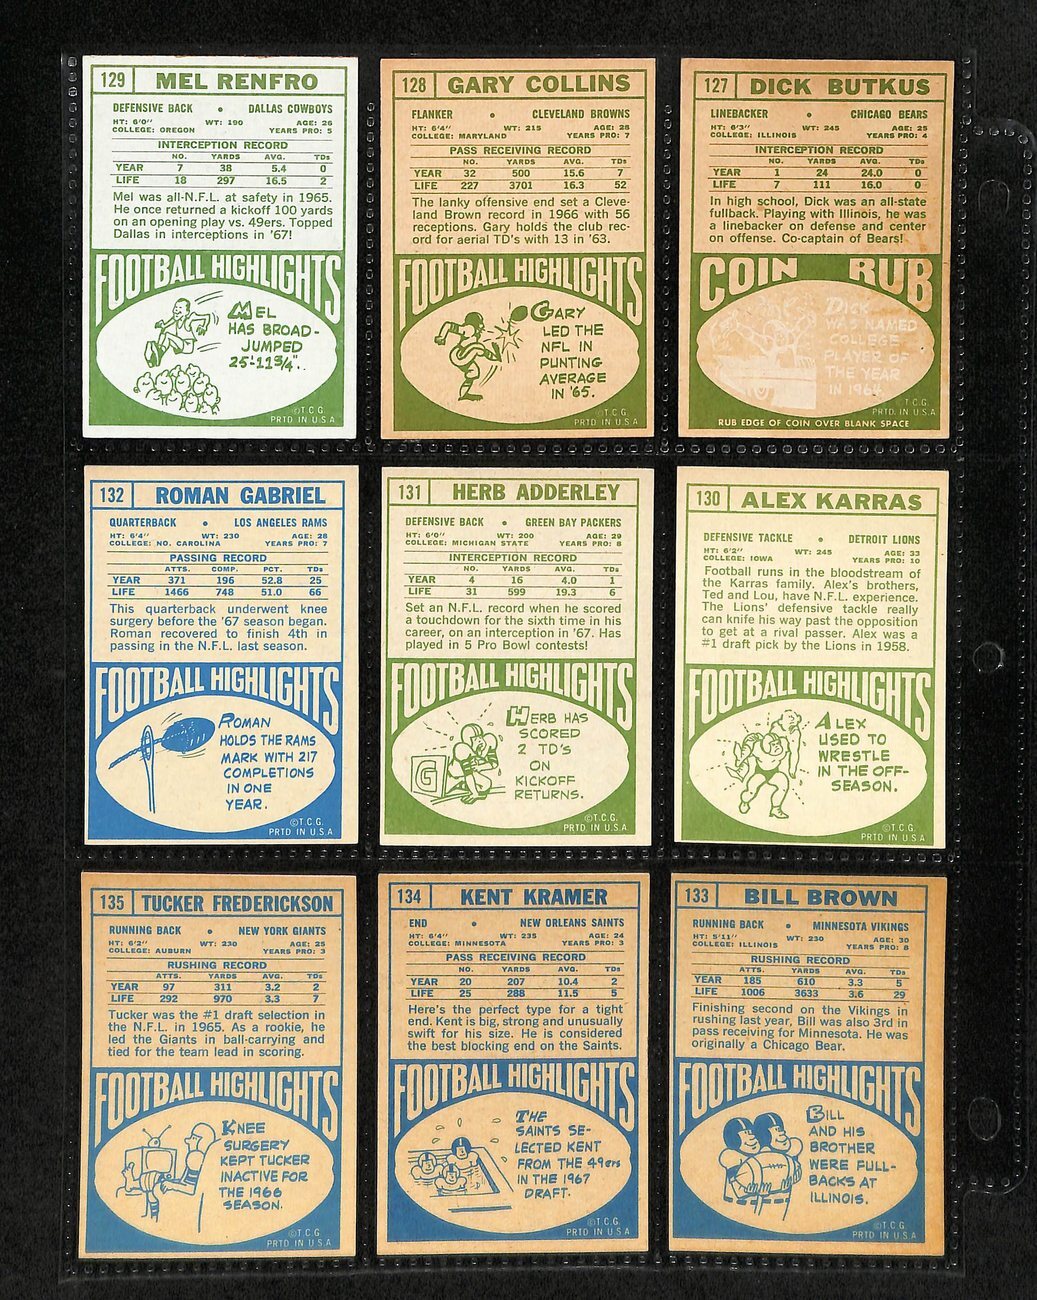 129 MEL RENFRO
DEFENSIVE BACK • DALLAS COWBOYS
HT: 6'0" WT: 190 AGE: 26
COLLEGE: OREGON YEARS PRO: 5
INTERCEPTION RECORD
NO. YARDS AVG. TDs
YEAR 7 38 5.4 0
LIFE 18 297 16.5 2
Mel was all-N.F.L. at safety in 1965.
He once returned a kickoff 100 yards
on an opening play vs. 49ers. Topped
Dallas in interceptions in '67!
FOOTBALL HIGHLIGHTS
MEL
HAS BROAD-
JUMPED
25'-11 3/4".
©T.C.G.
PRTD IN U.S.A
128 GARY COLLINS
FLANKER • CLEVELAND BROWNS
HT: 6'4" WT: 215 AGE: 28
COLLEGE: MARYLAND YEARS PRO: 7
PASS RECEIVING RECORD
NO. YARDS AVG. TDs
YEAR 32 500 15.6 7
LIFE 227 3701 16.3 52
The lanky offensive end set a Cleve-
land Brown record in 1966 with 56
receptions. Gary holds the club rec-
ord for aerial TD's with 13 in '63.
FOOTBALL HIGHLIGHTS
GARY
LED THE
NFL IN
PUNTING
AVERAGE
IN '65.
©T.C.G.
PRTD IN U.S.A
127 DICK BUTKUS
LINEBACKER • CHICAGO BEARS
HT: 6'3" WT: 245 AGE: 25
COLLEGE: ILLINOIS YEARS PRO: 4
INTERCEPTION RECORD
NO. YARDS AVG. TDs
YEAR 1 24 24.0 0
LIFE 7 111 16.0 0
In high school, Dick was an all-state
fullback. Playing with Illinois, he was
a linebacker on defense and center
on offense. Co-captain of Bears!
COIN RUB
DICK
WAS NAMED
COLLEGE
PLAYER OF
THE YEAR
IN 1964
T.C.G.
PRTD. IN U.S.A
RUB EDGE OF COIN OVER BLANK SPACE
132 ROMAN GABRIEL
QUARTERBACK • LOS ANGELES RAMS
HT: 6'4" WT: 230 AGE: 28
COLLEGE: NO. CAROLINA YEARS PRO: 7
PASSING RECORD
ATTS. COMP. PCT. TDs
YEAR 371 196 52.8 25
LIFE 1466 748 51.0 66
This quarterback underwent knee
surgery before the '67 season began.
Roman recovered to finish 4th in
passing in the N.F.L. last season.
FOOTBALL HIGHLIGHTS
ROMAN
HOLDS THE RAMS
MARK WITH 217
COMPLETIONS
IN ONE
YEAR.
©T.C.G.
PRTD IN U.S.A
131 HERB ADDERLEY
DEFENSIVE BACK • GREEN BAY PACKERS
HT: 6'0" WT: 200 AGE: 29
COLLEGE: MICHIGAN STATE YEARS PRO: 8
INTERCEPTION RECORD
NO. YARDS AVG. TDs
YEAR 4 16 4.0 1
LIFE 31 599 19.3 6
Set an N.F.L. record when he scored
a touchdown for the sixth time in his
career, on an interception in '67. Has
played in 5 Pro Bowl contests!
FOOTBALL HIGHLIGHTS
G
HERB HAS
SCORED
2 TD'S
ON
KICKOFF
RETURNS.
©T.C.G.
PRTD IN U.S.A
130 ALEX KARRAS
DEFENSIVE TACKLE • DETROIT LIONS
HT: 6'2" WT: 245 AGE: 33
COLLEGE: IOWA YEARS PRO: 10
Football runs in the bloodstream of
the Karras family. Alex's brothers,
Ted and Lou, have N.F.L. experience.
The Lions' defensive tackle really
can knife his way past the opposition
to get at a rival passer. Alex was a
#1 draft pick by the Lions in 1958.
FOOTBALL HIGHLIGHTS
ALEX
USED TO
WRESTLE
IN THE OFF-
SEASON.
©T.C.G.
PRTD IN U.S.A
135 TUCKER FREDERICKSON
RUNNING BACK • NEW YORK GIANTS
HT: 6'2" WT: 230 AGE: 25
COLLEGE: AUBURN YEARS PRO: 3
RUSHING RECORD
ATTS. YARDS AVG. TDs
YEAR 97 311 3.2 2
LIFE 292 970 3.3 7
Tucker was the #1 draft selection in
the N.F.L. in 1965. As a rookie, he
led the Giants in ball-carrying and
tied for the team lead in scoring.
FOOTBALL HIGHLIGHTS
KNEE
SURGERY
KEPT TUCKER
INACTIVE FOR
THE 1966
SEASON.
©T.C.G.
PRTD IN U.S.A
134 KENT KRAMER
END • NEW ORLEANS SAINTS
HT: 6'4" WT: 235 AGE: 24
COLLEGE: MINNESOTA YEARS PRO: 3
PASS RECEIVING RECORD
NO. YARDS AVG. TDs
YEAR 20 207 10.4 2
LIFE 25 288 11.5 5
Here's the perfect type for a tight
end. Kent is big, strong and unusually
swift for his size. He is considered
the best blocking end on the Saints.
FOOTBALL HIGHLIGHTS
THE
SAINTS SE-
LECTED KENT
FROM THE 49ers
IN THE 1967
DRAFT.
©T.C.G.
PRTD IN U.S.A
133 BILL BROWN
RUNNING BACK • MINNESOTA VIKINGS
HT: 5'11" WT: 230 AGE: 30
COLLEGE: ILLINOIS YEARS PRO: 8
RUSHING RECORD
ATTS. YARDS AVG. TDs
YEAR 185 610 3.3 5
LIFE 1006 3633 3.6 29
Finishing second on the Vikings in
rushing last year, Bill was also 3rd in
pass receiving for Minnesota. He was
originally a Chicago Bear.
FOOTBALL HIGHLIGHTS
BILL
AND HIS
BROTHER
WERE FULL-
BACKS AT
ILLINOIS.
©T.C.G.
PRTD IN U.S.A